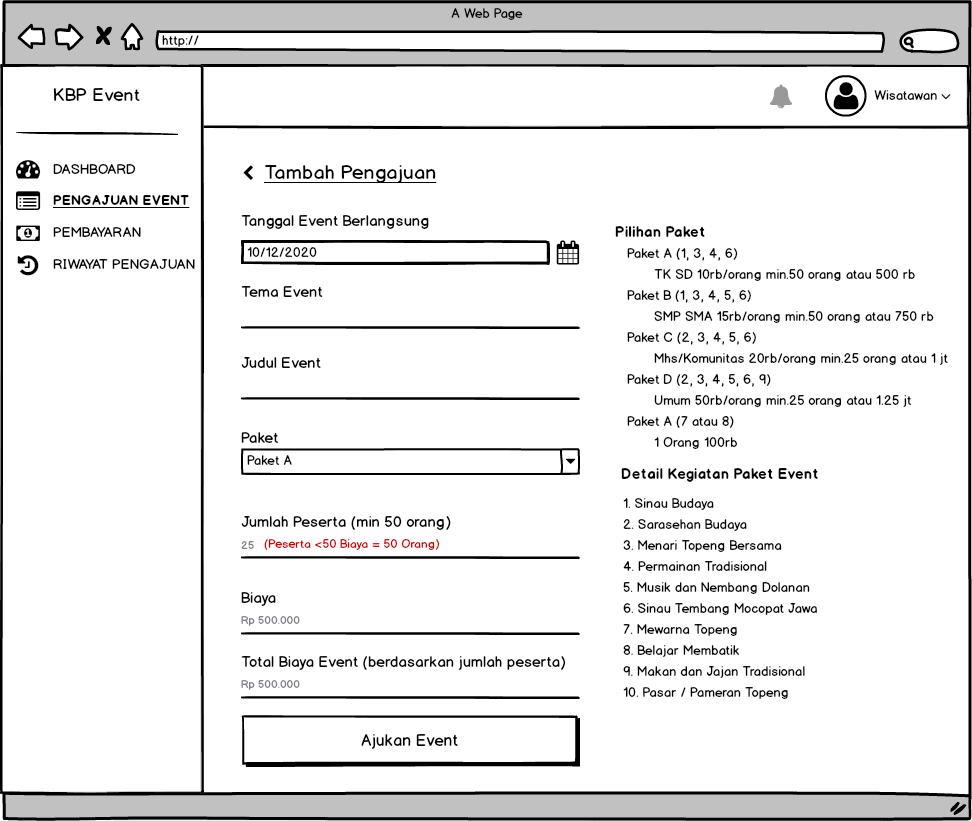 A Web Page
http://
KBP Event
Wisatawan
DASHBOARD
PENGAJUAN EVENT
PEMBAYARAN
RIWAYAT PENGAJUAN
Tambah Pengajuan
Tanggal Event Berlangsung
10/12/2020
Tema Event
Judul Event
Paket
Paket A
Jumlah Peserta (min 50 orang)
25 (Peserta <50 Biaya = 50 Orang)
Biaya
Rp 500.000
Total Biaya Event (berdasarkan jumlah peserta)
Rp 500.000
Ajukan Event
Pilihan Paket
Paket A (1, 3, 4, 6)
TK SD 10rb/orang min.50 orang atau 500 rb
Paket B (1, 3, 4, 5, 6)
SMP SMA 15rb/orang min.50 orang atau 750 rb
Paket C (2, 3, 4, 5, 6)
Mhs/Komunitas 20rb/orang min.25 orang atau 1 jt
Paket D (2, 3, 4, 5, 6, 9)
Umum 50rb/orang min.25 orang atau 1.25 jt
Paket A (7 atau 8)
1 Orang 100rb
Detail Kegiatan Paket Event
1. Sinau Budaya
2. Sarasehan Budaya
3. Menari Topeng Bersama
4. Permainan Tradisional
5. Musik dan Nembang Dolanan
6. Sinau Tembang Mocopat Jawa
7. Mewarna Topeng
8. Belajar Membatik
9. Makan dan Jajan Tradisional
10. Pasar / Pameran Topeng